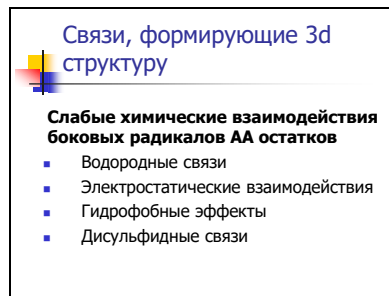 Связи, формирующие 3d
структуру
Слабые химические взаимодействия
боковых радикалов АА остатков
Водородные связи
Электростатические взаимодействия
Гидрофобные эффекты
Дисульфидные связи